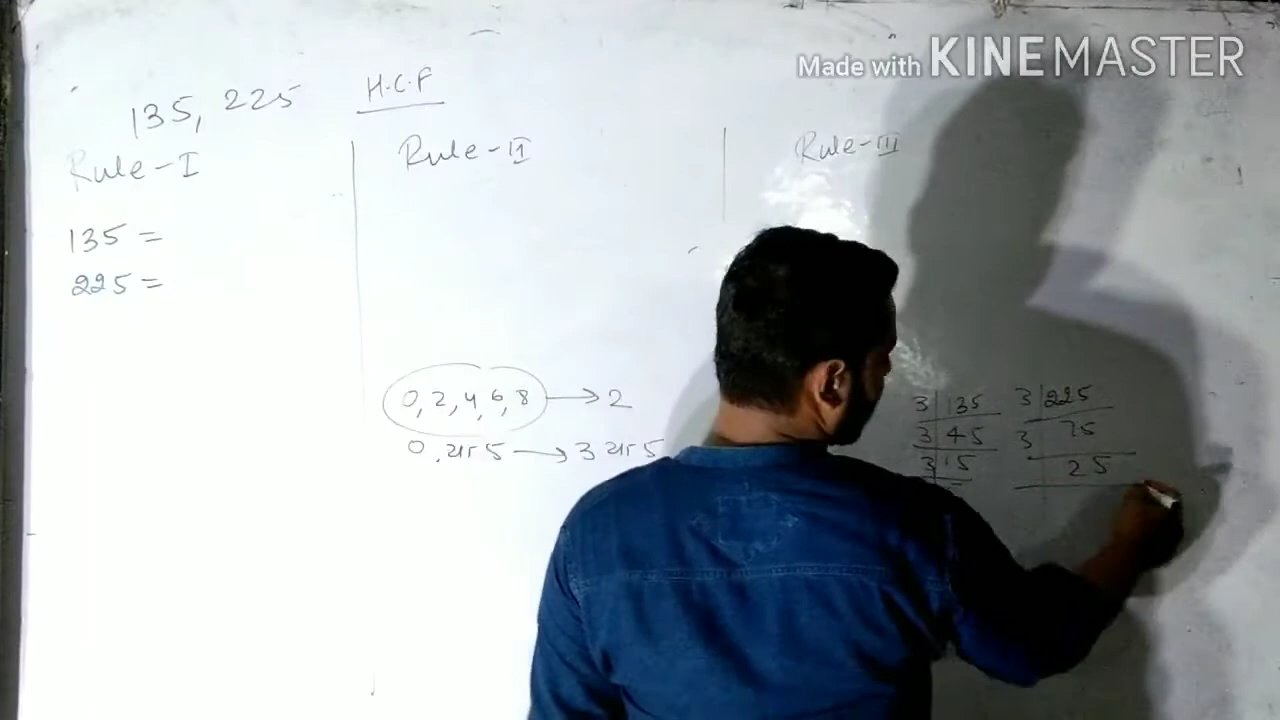 Made with KINEMASTER
135, 225 H.C.F
Rule-I
Rule-II
Rule-III
135 =
225 =
0, 2, 4, 6, 8 → 2
0, 5 → 5
3 135 3 225
3 45 3 75
3 15 25